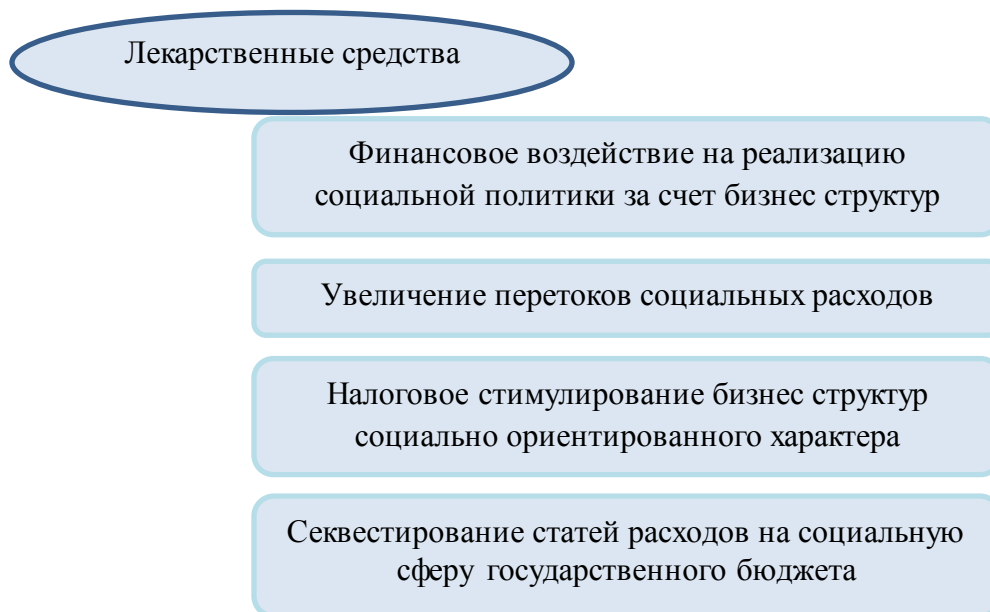 Лекарственные средства
Финансовое воздействие на реализацию
социальной политики за счет бизнес структур
Увеличение перетоков социальных расходов
Налоговое стимулирование бизнес структур
социально ориентированного характера
Секвестирование статей расходов на социальную
сферу государственного бюджета